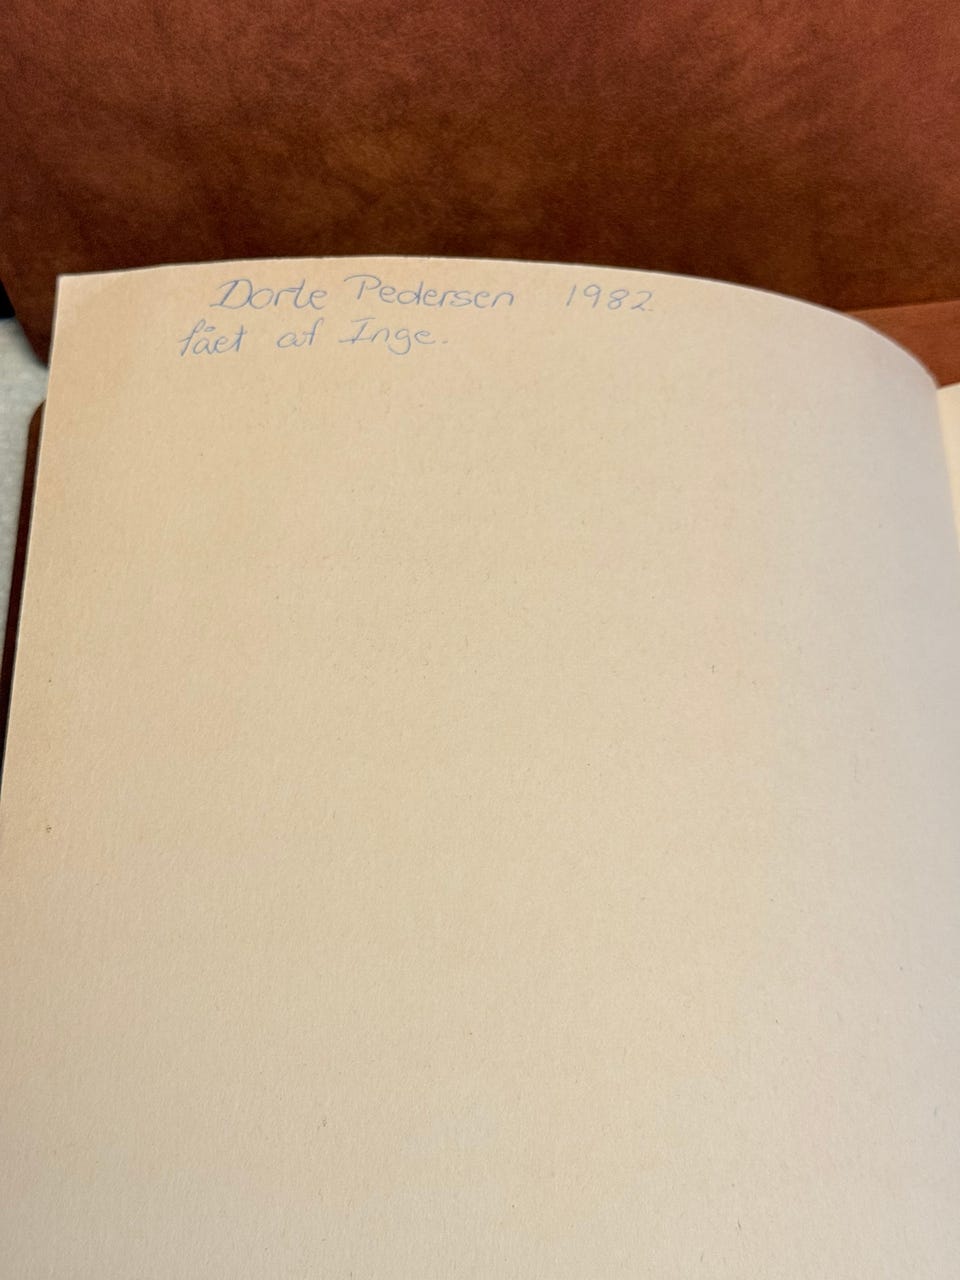 Dorte Pedersen 1982.
fået af Inge.